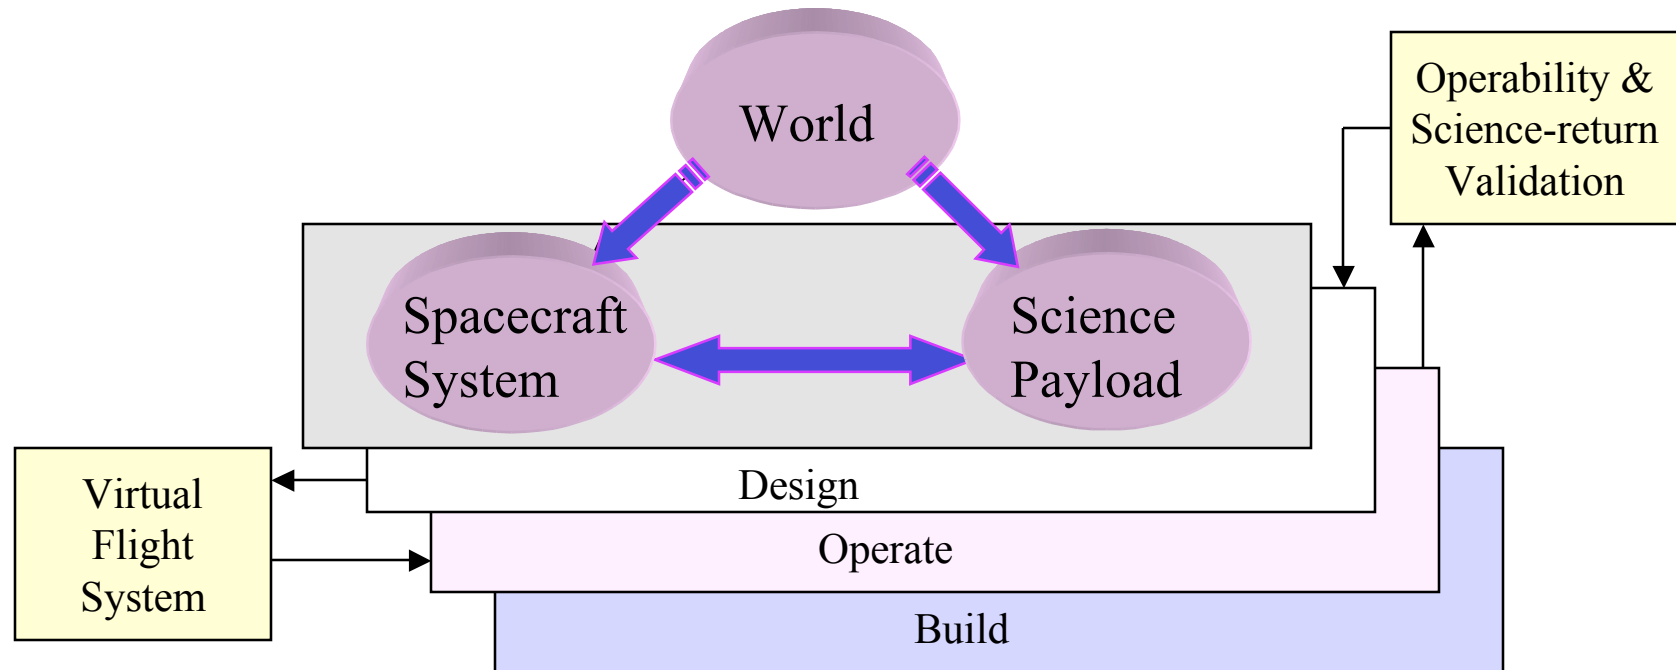 World
Operability &
Science-return
Validation
Spacecraft
System
Science
Payload
Virtual
Flight
System
Design
Operate
Build